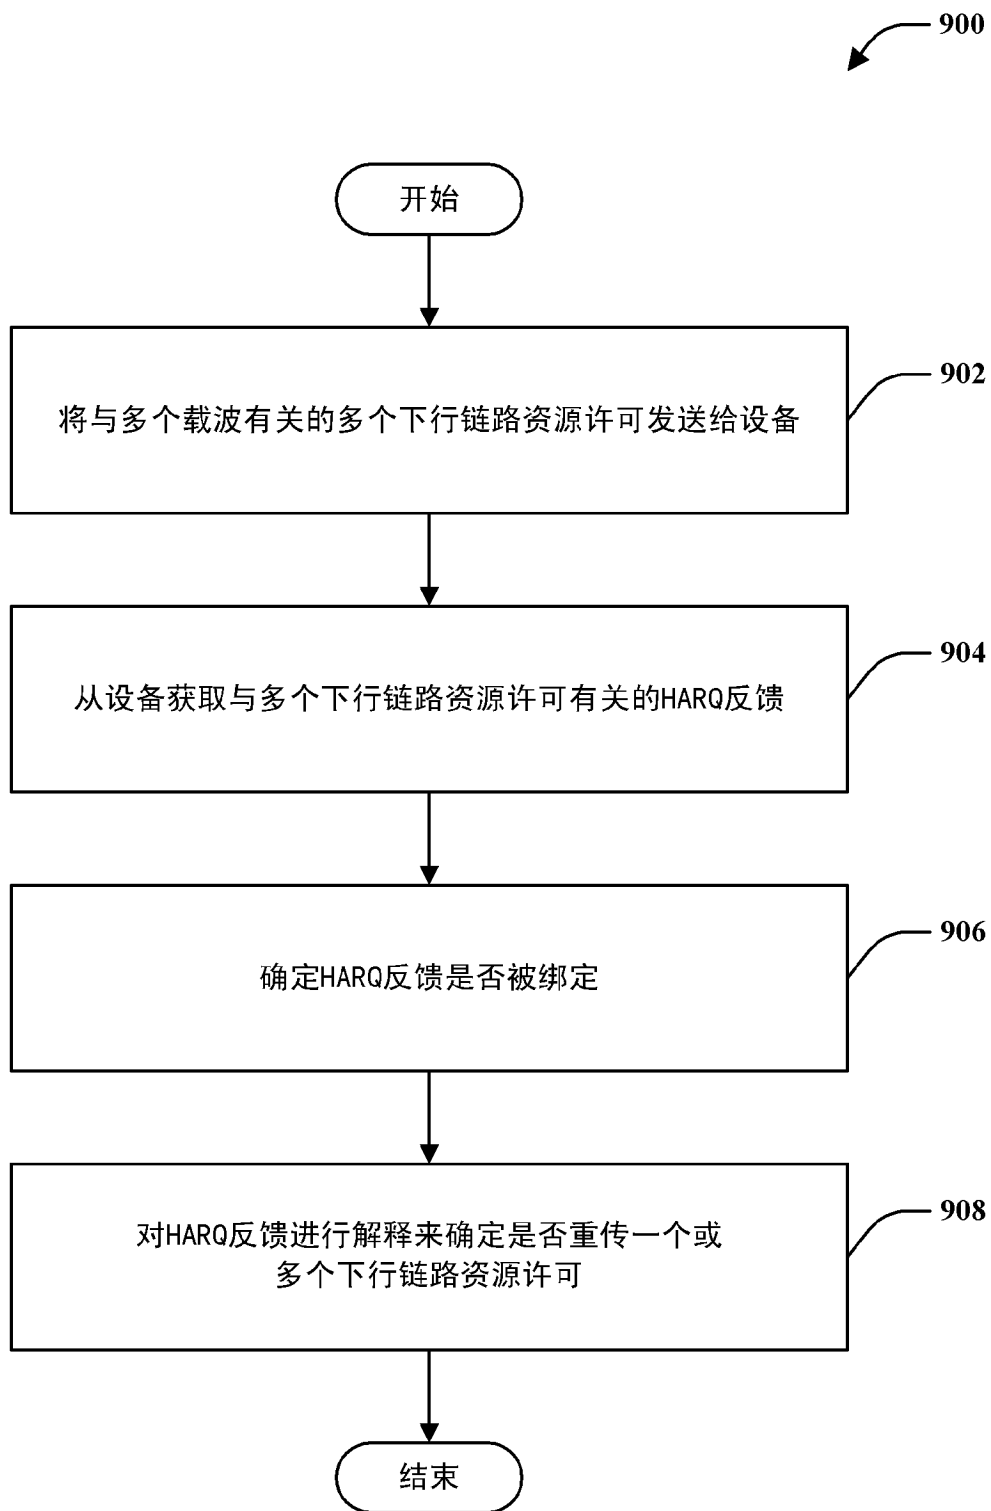 900
开始
902
将与多个载波有关的多个下行链路资源许可发送给设备
904
从设备获取与多个下行链路资源许可有关的HARQ反馈
906
确定HARQ反馈是否被绑定
908
对HARQ反馈进行解释来确定是否重传一个或
多个下行链路资源许可
结束